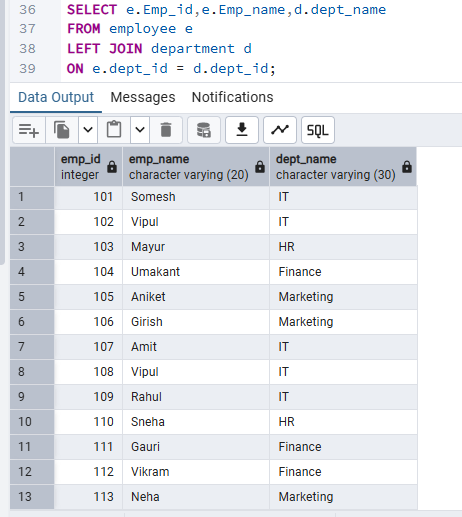 36 SELECT e.Emp_id,e.Emp_name,d.dept_name
37 FROM employee e
38 LEFT JOIN department d
39 ON e.dept_id = d.dept_id;
Data Output Messages Notifications
SQL
emp_id emp_name dept_name
integer character varying (20) character varying (30)
1 101 Somesh IT
2 102 Vipul IT
3 103 Mayur HR
4 104 Umakant Finance
5 105 Aniket Marketing
6 106 Girish Marketing
7 107 Amit IT
8 108 Vipul IT
9 109 Rahul IT
10 110 Sneha HR
11 111 Gauri Finance
12 112 Vikram Finance
13 113 Neha Marketing